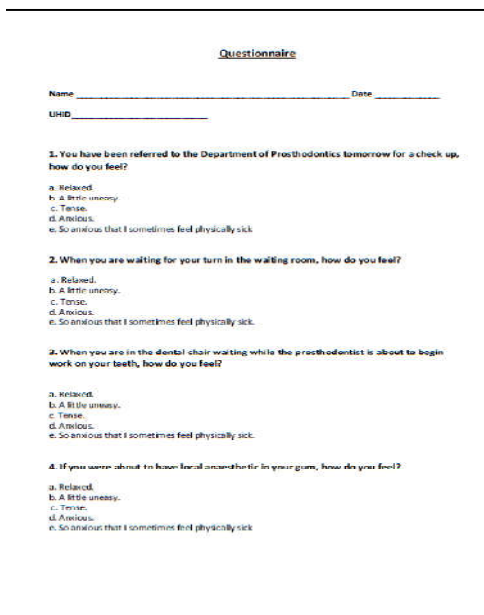 Questionnaire
Name ____________ Date ____________
UHID____________
1. You have been referred to the Department of Prosthodontics tomorrow for a check up,
how do you feel?
a. Relaxed.
b. A little uneasy
c. Tense.
d. Anxious.
e. So anxious that I sometimes feel physically sick
2. When you are waiting for your turn in the waiting room, how do you feel?
a. Relaxed.
b. A little uneasy.
c. Tense.
d. Anxious.
e. So anxious that I sometimes feel physically sick.
3. When you are in the dental chair waiting while the prosthodontist is about to begin
work on your teeth, how do you feel?
a. Relaxed.
b. A little uneasy.
c. Tense.
d. Anxious.
e. So anxious that I sometimes feel physically sick.
4. If you were about to have local anaesthetic in your gum, how do you feel?
a. Relaxed.
b. A little uneasy.
c. Tense.
d. Anxious.
e. So anxious that I sometimes feel physically sick